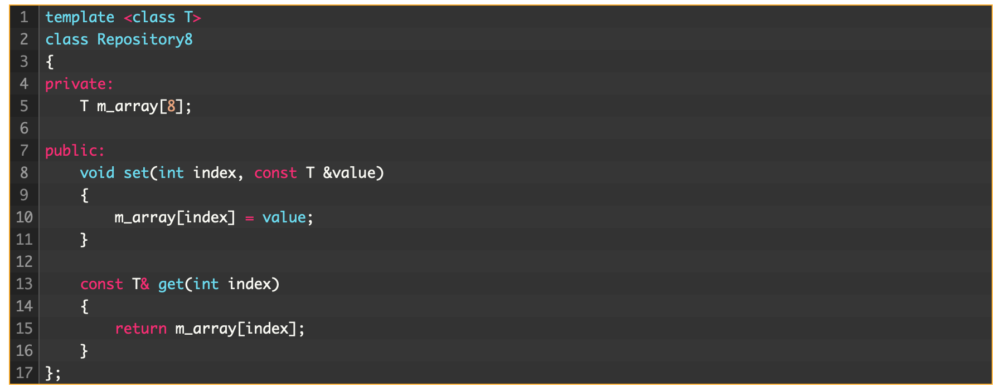 1 template <class T>
2 class Repository8
3 {
4 private:
5     T m_array[8];
6
7 public:
8     void set(int index, const T &value)
9     {
10         m_array[index] = value;
11     }
12
13     const T& get(int index)
14     {
15         return m_array[index];
16     }
17 };